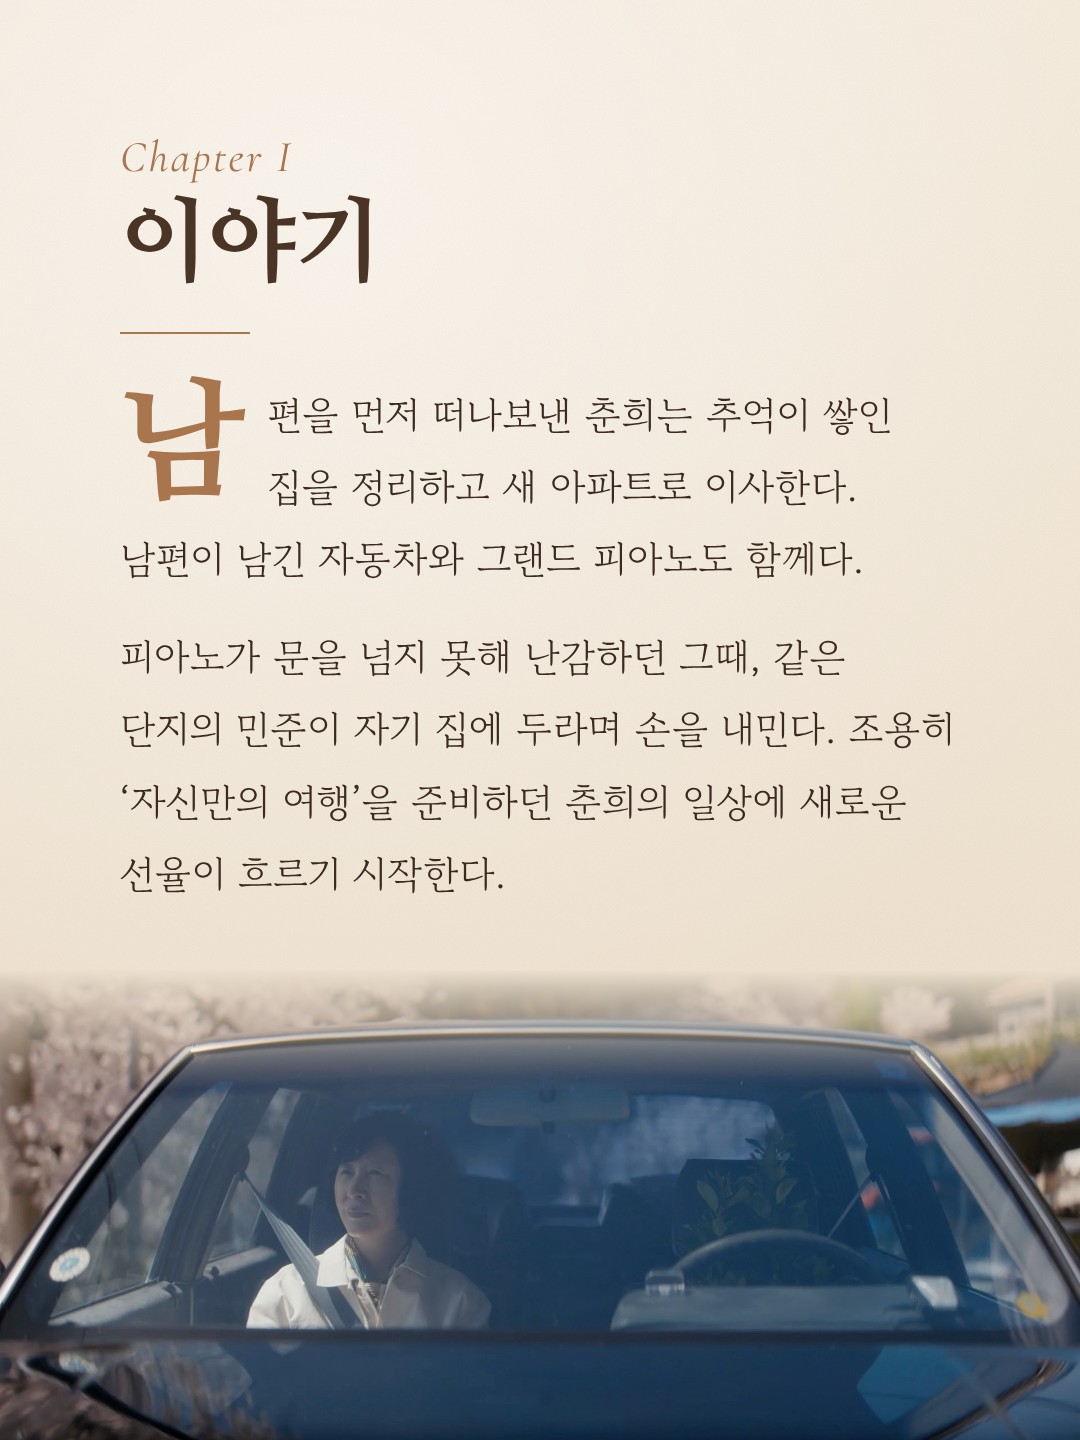 Chapter I
이야기
남편을 먼저 떠나보낸 춘희는 추억이 쌓인
집을 정리하고 새 아파트로 이사한다.
남편이 남긴 자동차와 그랜드 피아노도 함께다.
피아노가 문을 넘지 못해 난감하던 그때, 같은
단지의 민준이 자기 집에 두라며 손을 내민다. 조용히
‘자신만의 여행’을 준비하던 춘희의 일상에 새로운
선율이 흐르기 시작한다.